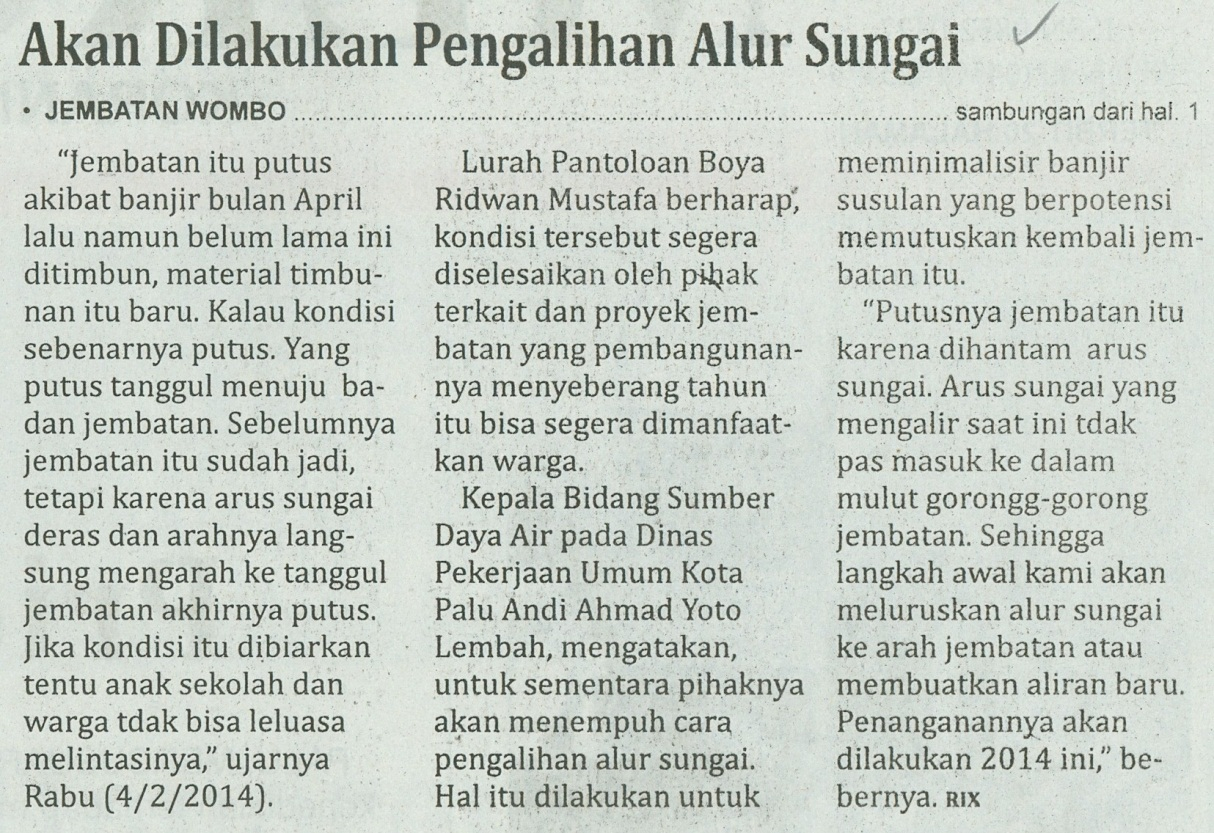 Akan Dilakukan Pengalihan Alur Sungai
• JEMBATAN WOMBO ........................................................................................................ sambungan dari hal. 1
“Jembatan itu putus
akibat banjir bulan April
lalu namun belum lama ini
ditimbun, material timbu-
nan itu baru. Kalau kondisi
sebenarnya putus. Yang
putus tanggul menuju ba-
dan jembatan. Sebelumnya
jembatan itu sudah jadi,
tetapi karena arus sungai
deras dan arahnya lang-
sung mengarah ke tanggul
jembatan akhirnya putus.
Jika kondisi itu dibiarkan
tentu anak sekolah dan
warga tdak bisa leluasa
melintasinya,” ujarnya
Rabu (4/2/2014).
Lurah Pantoloan Boya
Ridwan Mustafa berharap,
kondisi tersebut segera
diselesaikan oleh pihak
terkait dan proyek jem-
batan yang pembangunan-
nya menyeberang tahun
itu bisa segera dimanfaat-
kan warga.
Kepala Bidang Sumber
Daya Air pada Dinas
Pekerjaan Umum Kota
Palu Andi Ahmad Yoto
Lembah, mengatakan,
untuk sementara pihaknya
akan menempuh cara
pengalihan alur sungai.
Hal itu dilakukan untuk
meminimalisir banjir
susulan yang berpotensi
memutuskan kembali jem-
batan itu.
“Putusnya jembatan itu
karena dihantam arus
sungai. Arus sungai yang
mengalir saat ini tdak
pas masuk ke dalam
mulut gorongg-gorong
jembatan. Sehingga
langkah awal kami akan
meluruskan alur sungai
ke arah jembatan atau
membuatkan aliran baru.
Penanganannya akan
dilakukan 2014 ini,” be-
bernya. RIX